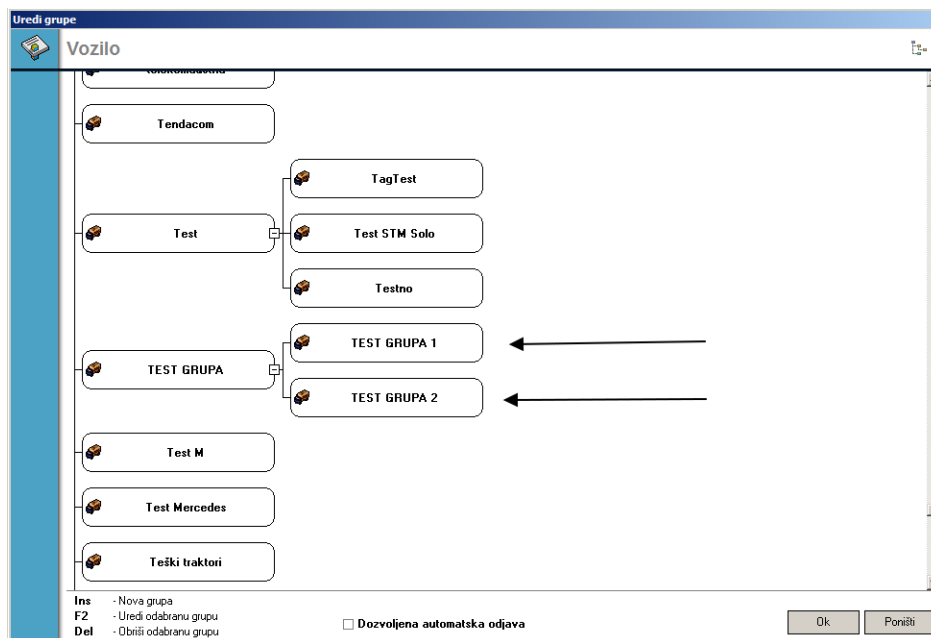 Uredi grupe
Vozilo
Tendacom
TagTest
Test
Test STM Solo
Testno
TEST GRUPA 1
TEST GRUPA
TEST GRUPA 2
Test M
Test Mercedes
Teški traktori
Ins - Nova grupa
F2 - Uredi odabranu grupu
Del - Obriši odabranu grupu
Dozvoljena automatska odjava
Ok
Poništi